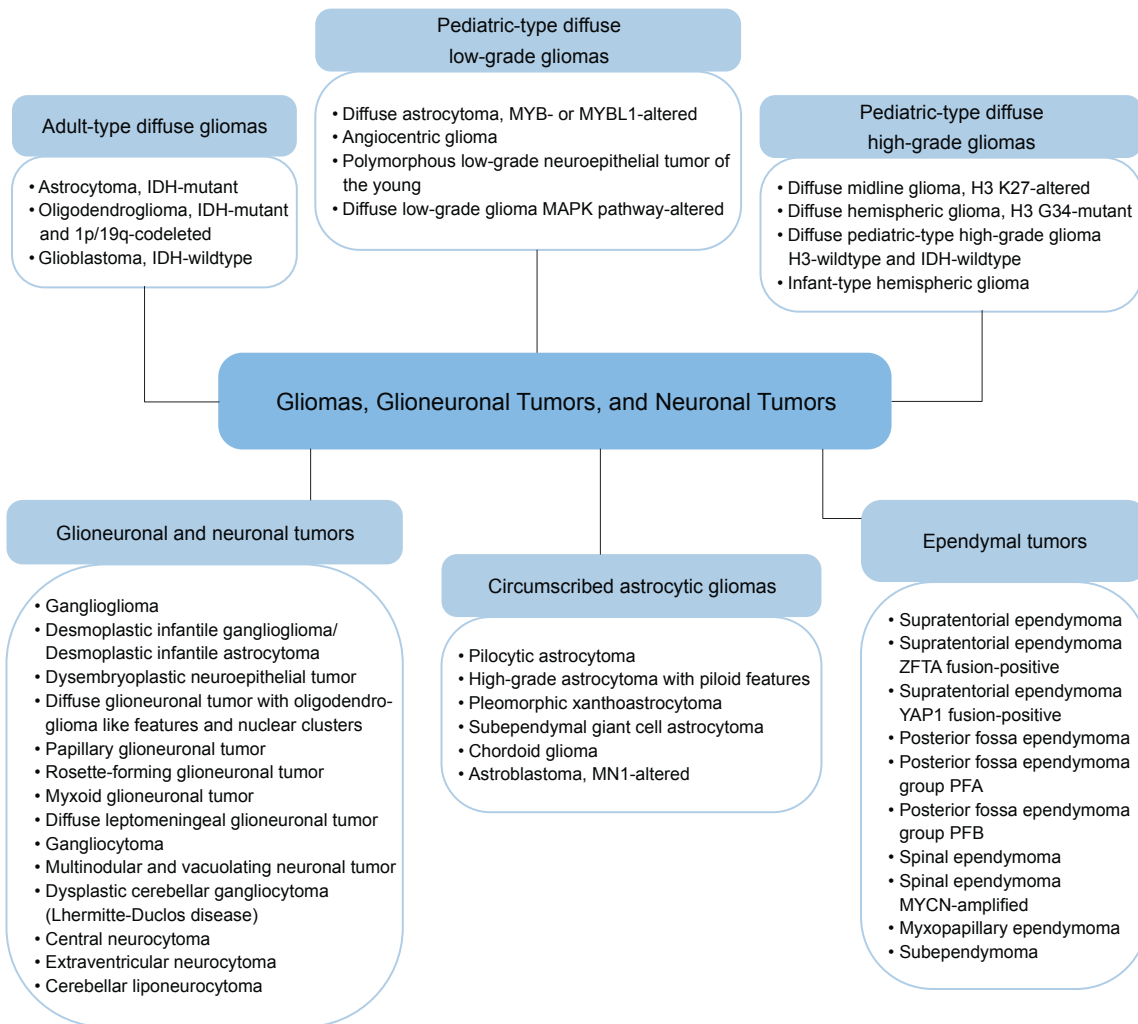 Pediatric-type diffuse
low-grade gliomas
• Diffuse astrocytoma, MYB- or MYBL1-altered
• Angiocentric glioma
• Polymorphous low-grade neuroepithelial tumor of
the young
• Diffuse low-grade glioma MAPK pathway-altered
Adult-type diffuse gliomas
• Astrocytoma, IDH-mutant
• Oligodendroglioma, IDH-mutant
and 1p/19q-codeleted
• Glioblastoma, IDH-wildtype
Pediatric-type diffuse
high-grade gliomas
• Diffuse midline glioma, H3 K27-altered
• Diffuse hemispheric glioma, H3 G34-mutant
• Diffuse pediatric-type high-grade glioma
H3-wildtype and IDH-wildtype
• Infant-type hemispheric glioma
Gliomas, Glioneuronal Tumors, and Neuronal Tumors
Glioneuronal and neuronal tumors
• Ganglioglioma
• Desmoplastic infantile ganglioglioma/
Desmoplastic infantile astrocytoma
• Dysembryoplastic neuroepithelial tumor
• Diffuse glioneuronal tumor with oligodendro-
glioma like features and nuclear clusters
• Papillary glioneuronal tumor
• Rosette-forming glioneuronal tumor
• Myxoid glioneuronal tumor
• Diffuse leptomeningeal glioneuronal tumor
• Gangliocytoma
• Multinodular and vacuolating neuronal tumor
• Dysplastic cerebellar gangliocytoma
(Lhermitte-Duclos disease)
• Central neurocytoma
• Extraventricular neurocytoma
• Cerebellar liponeurocytoma
Circumscribed astrocytic gliomas
• Pilocytic astrocytoma
• High-grade astrocytoma with piloid features
• Pleomorphic xanthoastrocytoma
• Subependymal giant cell astrocytoma
• Chordoid glioma
• Astroblastoma, MN1-altered
Ependymal tumors
• Supratentorial ependymoma
• Supratentorial ependymoma
ZFTA fusion-positive
• Supratentorial ependymoma
YAP1 fusion-positive
• Posterior fossa ependymoma
• Posterior fossa ependymoma
group PFA
• Posterior fossa ependymoma
group PFB
• Spinal ependymoma
• Spinal ependymoma
MYCN-amplified
• Myxopapillary ependymoma
• Subependymoma